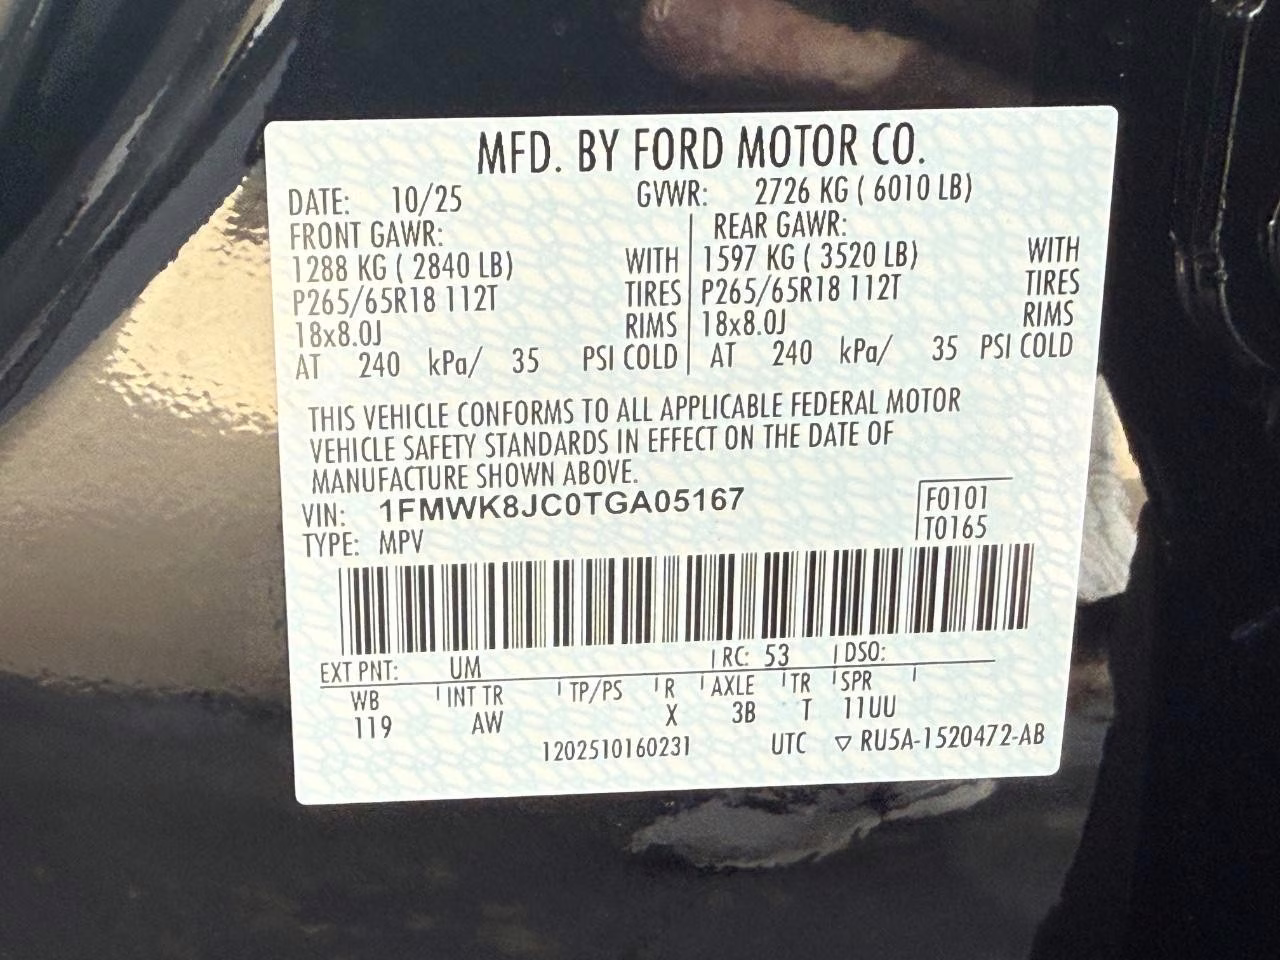 MFD. BY FORD MOTOR CO.
DATE: 10/25 GVWR: 2726 KG ( 6010 LB)
FRONT GAWR: REAR GAWR:
1288 KG ( 2840 LB) WITH 1597 KG ( 3520 LB) WITH
P265/65R18 112T TIRES P265/65R18 112T TIRES
18x8.0J RIMS 18x8.0J RIMS
AT 240 kPa/ 35 PSI COLD AT 240 kPa/ 35 PSI COLD
THIS VEHICLE CONFORMS TO ALL APPLICABLE FEDERAL MOTOR
VEHICLE SAFETY STANDARDS IN EFFECT ON THE DATE OF
MANUFACTURE SHOWN ABOVE.
VIN: 1FMWK8JC0TGA05167 F0101
TYPE: MPV T0165
EXT PNT: UM RC: 53 DSO:
WB INT TR TP/PS R AXLE TR SPR
119 AW X 3B T 11UU
1202510160231 UTC ▽ RU5A-1520472-AB